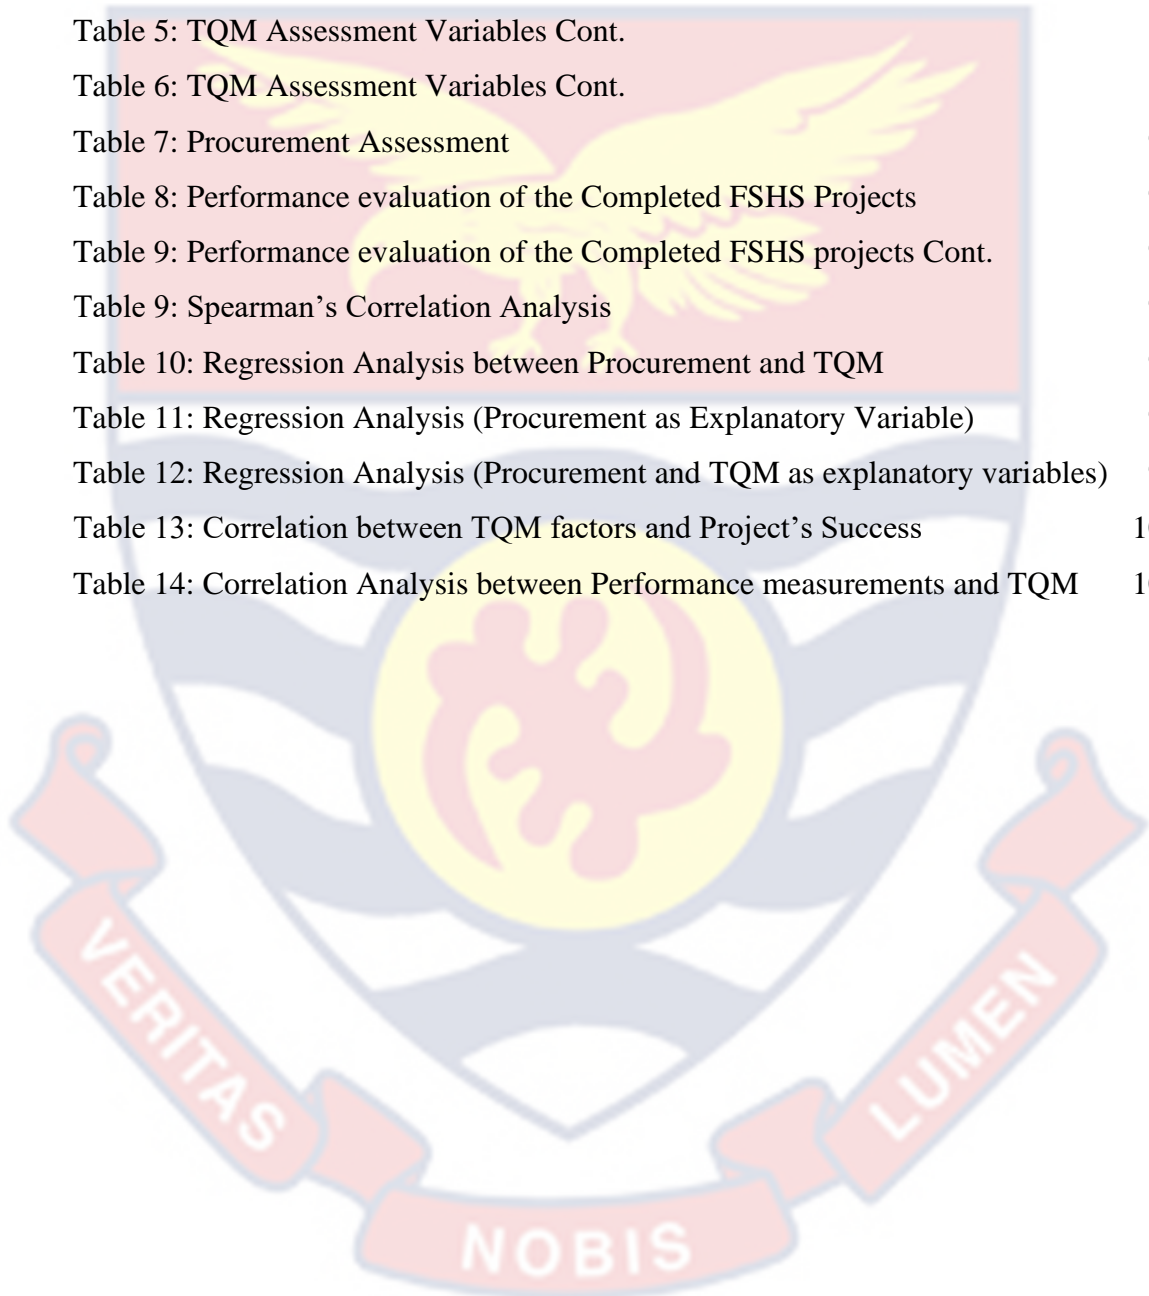 Table 5: TQM Assessment Variables Cont.
Table 6: TQM Assessment Variables Cont.
Table 7: Procurement Assessment
Table 8: Performance evaluation of the Completed FSHS Projects
Table 9: Performance evaluation of the Completed FSHS projects Cont.
Table 9: Spearman’s Correlation Analysis
Table 10: Regression Analysis between Procurement and TQM
Table 11: Regression Analysis (Procurement as Explanatory Variable)
Table 12: Regression Analysis (Procurement and TQM as explanatory variables)
Table 13: Correlation between TQM factors and Project’s Success
Table 14: Correlation Analysis between Performance measurements and TQM
VERITAS
NOBIS
LUMEN